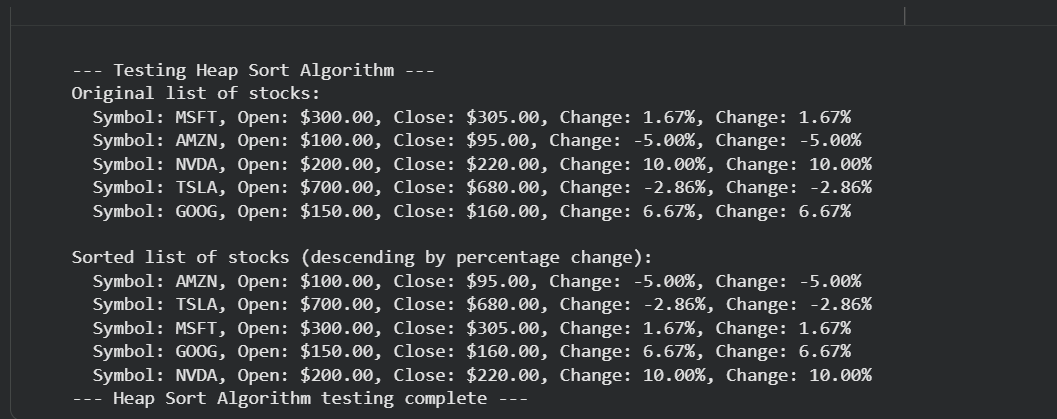 --- Testing Heap Sort Algorithm ---
Original list of stocks:
  Symbol: MSFT, Open: $300.00, Close: $305.00, Change: 1.67%, Change: 1.67%
  Symbol: AMZN, Open: $100.00, Close: $95.00, Change: -5.00%, Change: -5.00%
  Symbol: NVDA, Open: $200.00, Close: $220.00, Change: 10.00%, Change: 10.00%
  Symbol: TSLA, Open: $700.00, Close: $680.00, Change: -2.86%, Change: -2.86%
  Symbol: GOOG, Open: $150.00, Close: $160.00, Change: 6.67%, Change: 6.67%

Sorted list of stocks (descending by percentage change):
  Symbol: AMZN, Open: $100.00, Close: $95.00, Change: -5.00%, Change: -5.00%
  Symbol: TSLA, Open: $700.00, Close: $680.00, Change: -2.86%, Change: -2.86%
  Symbol: MSFT, Open: $300.00, Close: $305.00, Change: 1.67%, Change: 1.67%
  Symbol: GOOG, Open: $150.00, Close: $160.00, Change: 6.67%, Change: 6.67%
  Symbol: NVDA, Open: $200.00, Close: $220.00, Change: 10.00%, Change: 10.00%
--- Heap Sort Algorithm testing complete ---